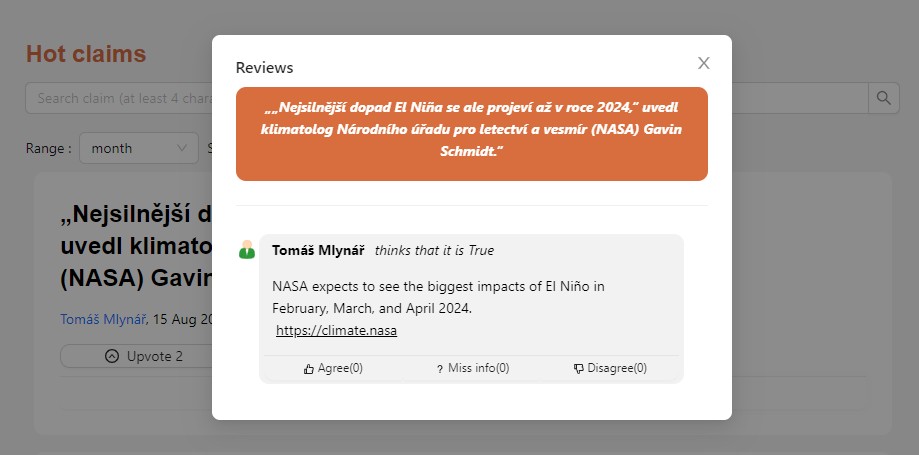 Hot claims
Search claim (at least 4 chara
Range :
month
S
„Nejsilnější d
uvedl klimato
(NASA) Gavin
Tomáš Mlynář, 15 Aug 20
Upvote 2
Reviews
„„Nejsilnější dopad El Niña se ale projeví až v roce 2024,“ uvedl
klimatolog Národního úřadu pro letectví a vesmír (NASA) Gavin
Schmidt.“
Tomáš Mlynář thinks that it is True
NASA expects to see the biggest impacts of El Niño in
February, March, and April 2024.
https://climate.nasa
Agree(0)
? Miss info(0)
Disagree(0)